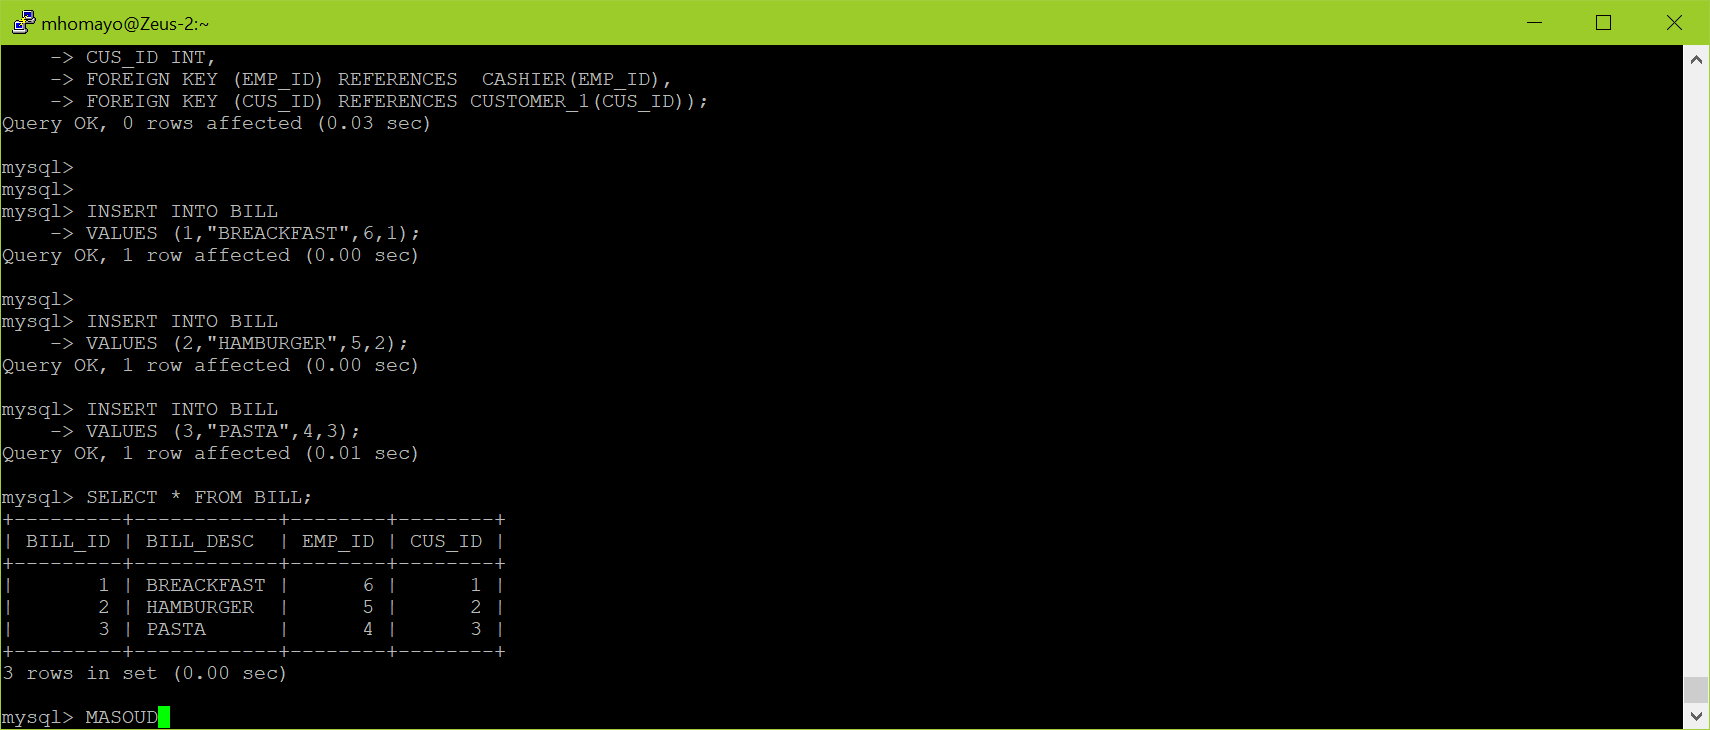 mhomayo@Zeus-2:~
    -> CUS_ID INT,
    -> FOREIGN KEY (EMP_ID) REFERENCES  CASHIER(EMP_ID),
    -> FOREIGN KEY (CUS_ID) REFERENCES CUSTOMER_1(CUS_ID));
Query OK, 0 rows affected (0.03 sec)

mysql>
mysql>
mysql> INSERT INTO BILL
    -> VALUES (1,"BREACKFAST",6,1);
Query OK, 1 row affected (0.00 sec)

mysql>
mysql> INSERT INTO BILL
    -> VALUES (2,"HAMBURGER",5,2);
Query OK, 1 row affected (0.00 sec)

mysql> INSERT INTO BILL
    -> VALUES (3,"PASTA",4,3);
Query OK, 1 row affected (0.01 sec)

mysql> SELECT * FROM BILL;
+---------+------------+--------+--------+
| BILL_ID | BILL_DESC  | EMP_ID | CUS_ID |
+---------+------------+--------+--------+
|       1 | BREACKFAST |      6 |      1 |
|       2 | HAMBURGER  |      5 |      2 |
|       3 | PASTA      |      4 |      3 |
+---------+------------+--------+--------+
3 rows in set (0.00 sec)

mysql> MASOUD